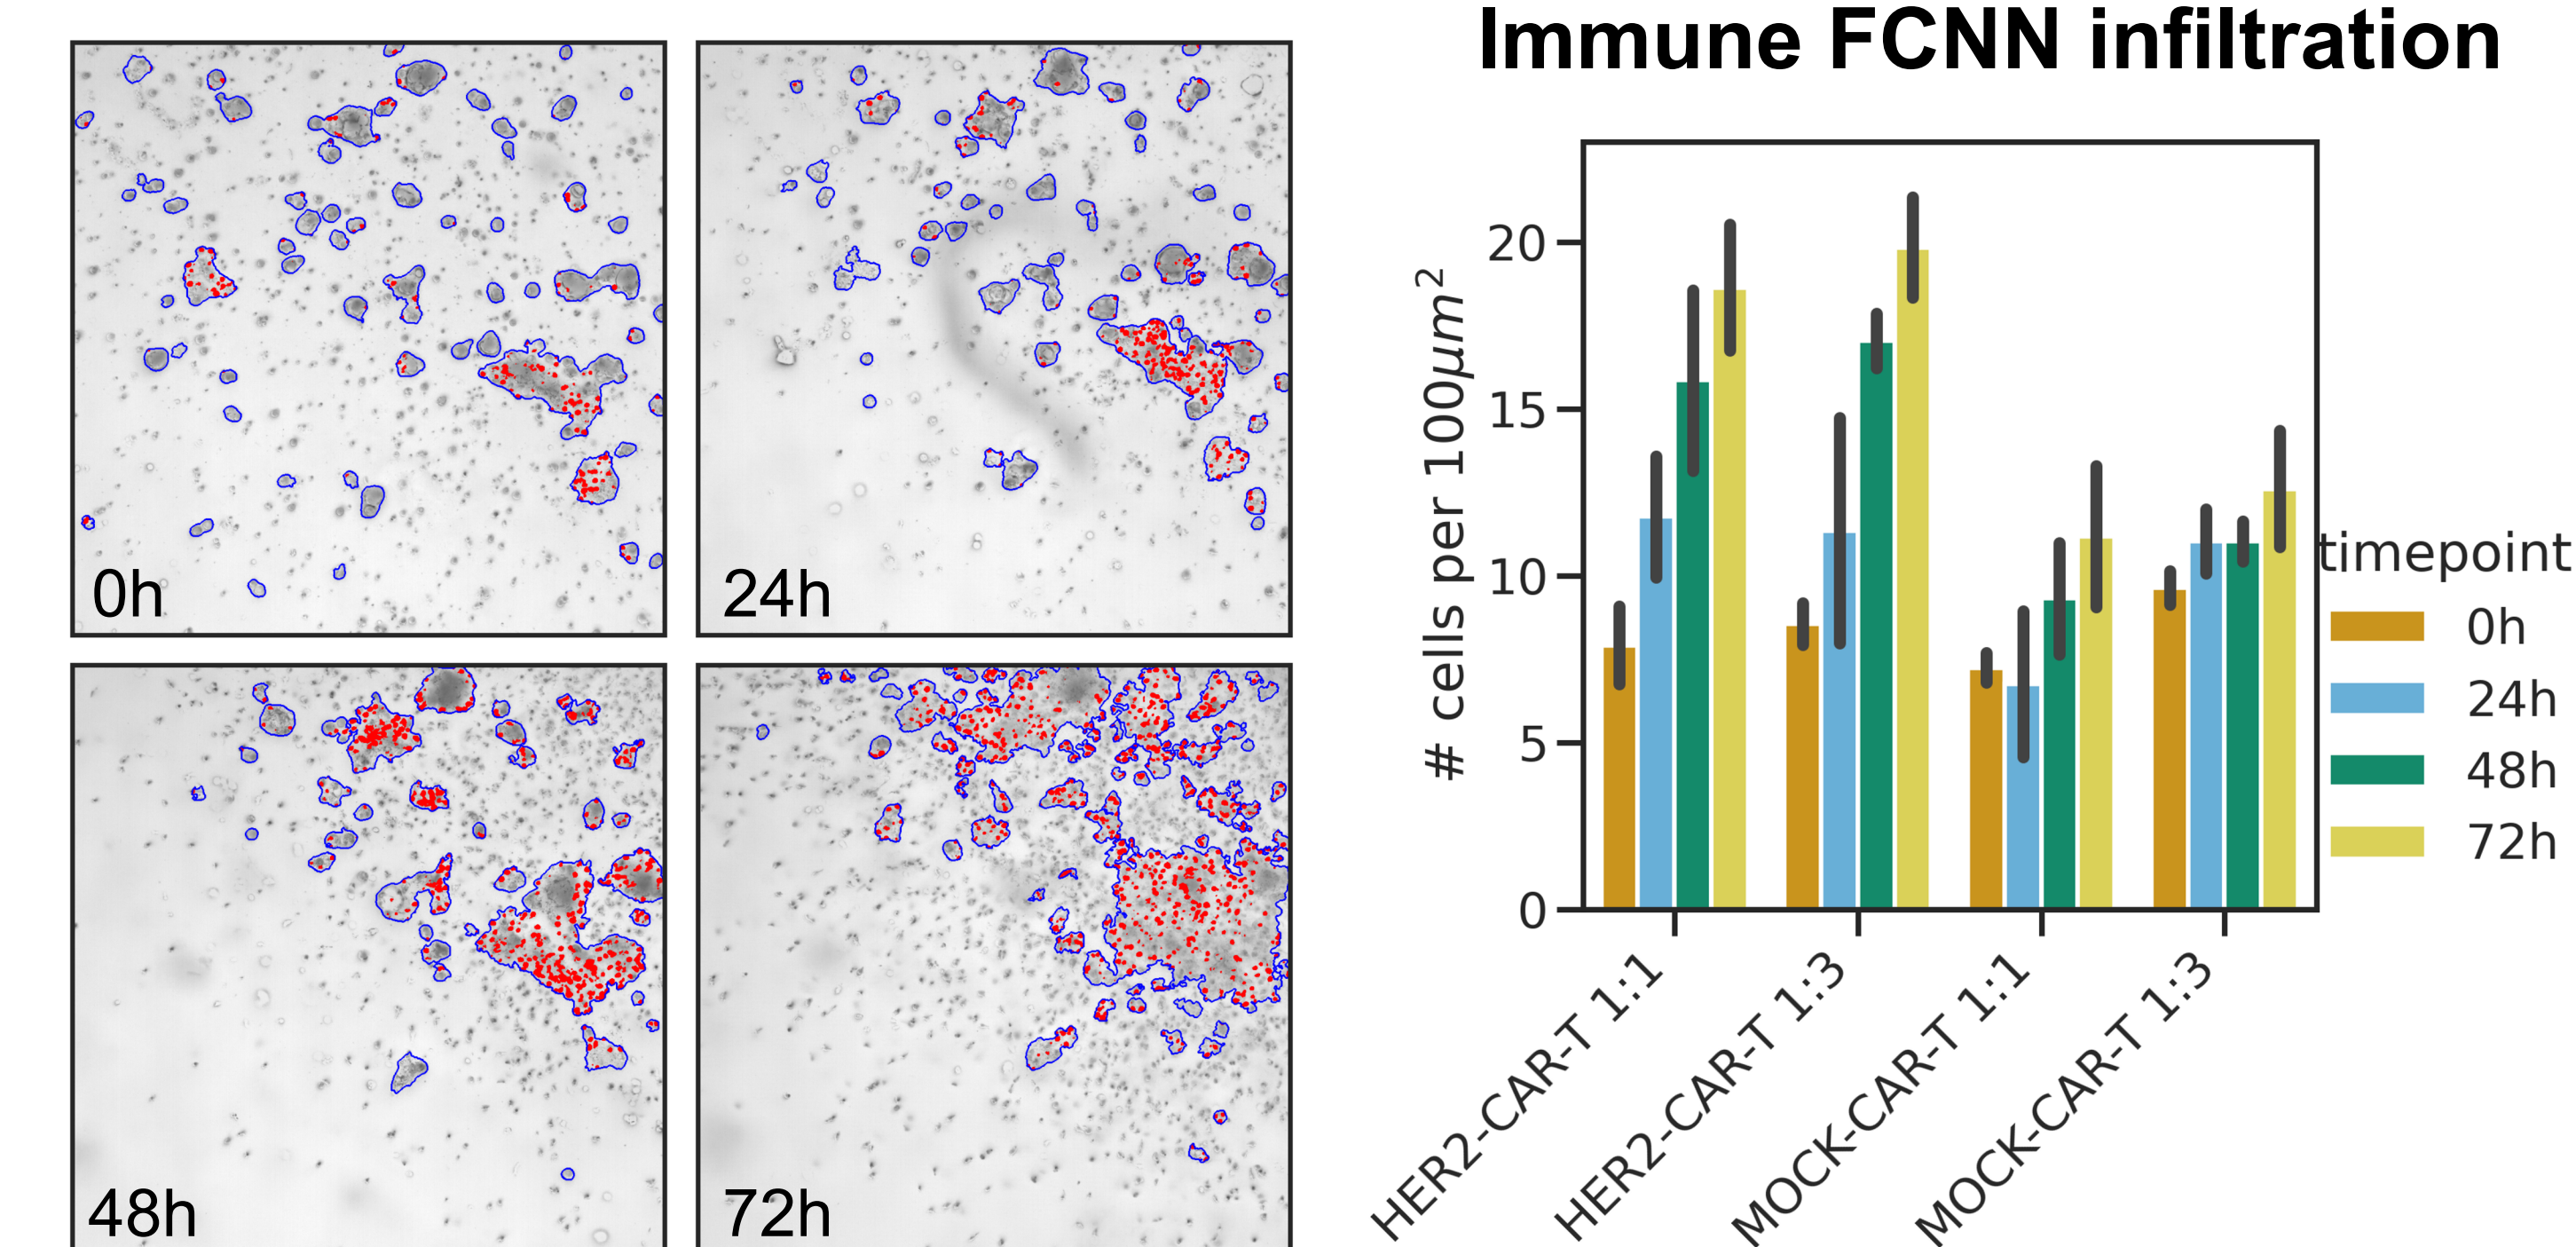 0h
24h
48h
72h
Immune FCNN infiltration
# cells per 100μm²
20
15
10
5
0
HER2-CAR-T 1:1
HER2-CAR-T 1:3
MOCK-CAR-T 1:1
MOCK-CAR-T 1:3
timepoint
0h
24h
48h
72h